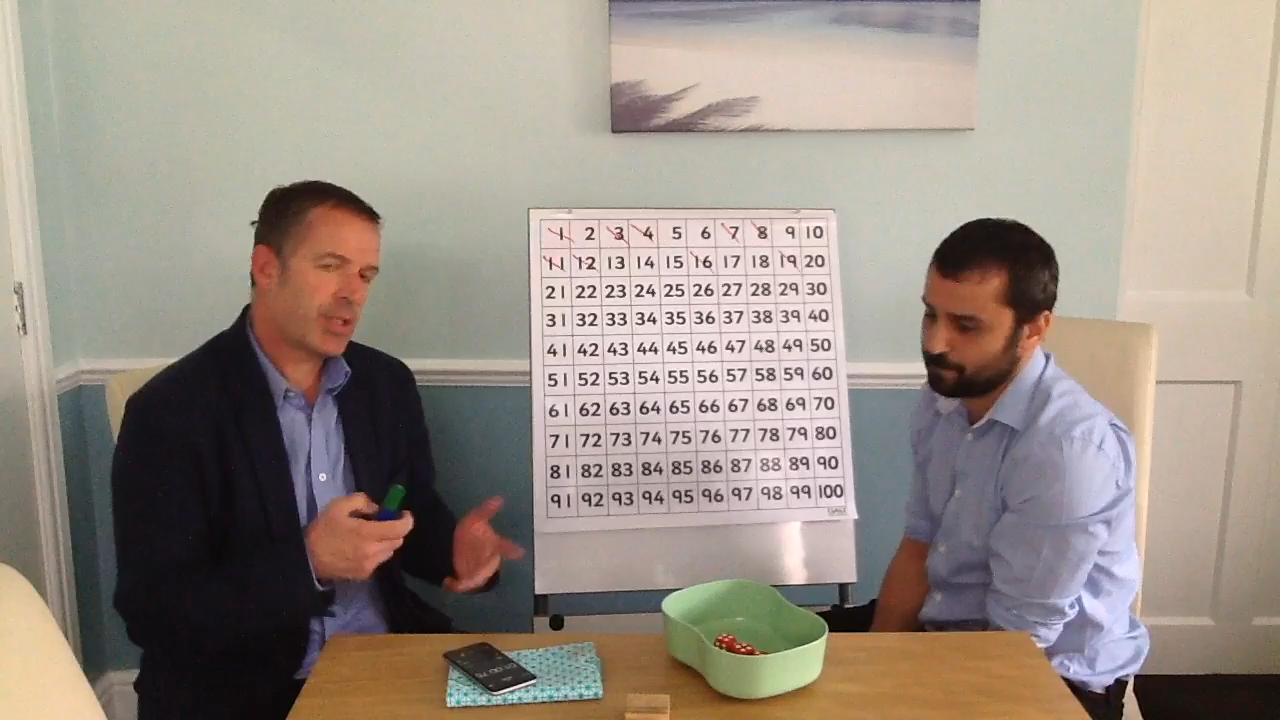 1 2 3 4 5 6 7 8 9 10
11 12 13 14 15 16 17 18 19 20
21 22 23 24 25 26 27 28 29 30
31 32 33 34 35 36 37 38 39 40
41 42 43 44 45 46 47 48 49 50
51 52 53 54 55 56 57 58 59 60
61 62 63 64 65 66 67 68 69 70
71 72 73 74 75 76 77 78 79 80
81 82 83 84 85 86 87 88 89 90
91 92 93 94 95 96 97 98 99 100